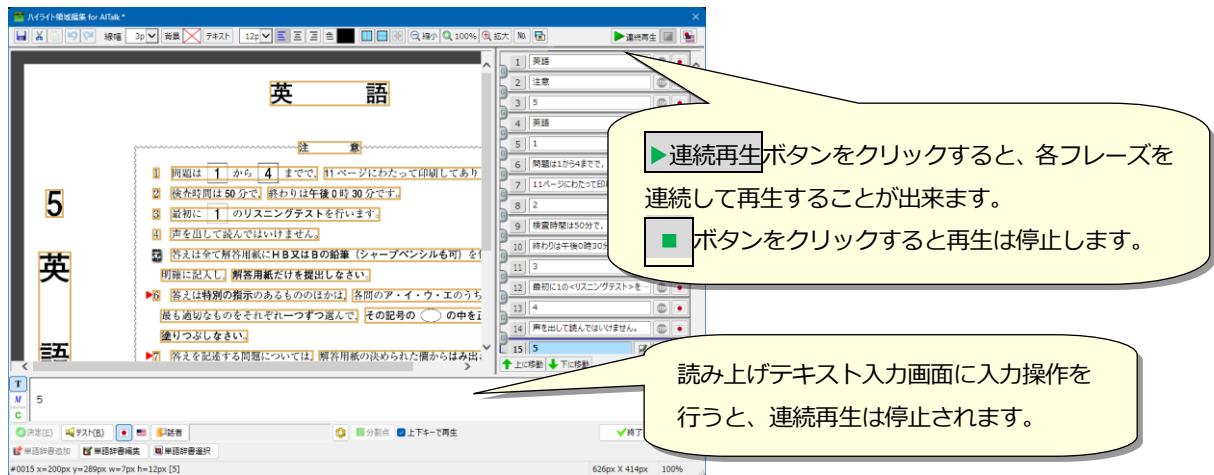 ハイライト領域編集 for AITalk *
線幅 3p 背景 テキスト 12p 色 縮小 100% 拡大 No. 連続再生
英 語
注 意
1 問題は 1 から 4 までで, 11 ページにわたって印刷してあり
2 検査時間は 50 分で, 終わりは午後 0 時 30 分です。
3 最初に 1 のリスニングテストを行います。
4 声を出して読んではいけません。
答えは全て解答用紙にHB又はBの鉛筆(シャープペンシルも可)を
明確に記入し, 解答用紙だけを提出しなさい。
6 答えは特別の指示のあるもののほかは, 各問のア・イ・ウ・エのうち
最も適切なものをそれぞれ一つずつ選んで, その記号の の中を正
塗りつぶしなさい。
7 答えを記述する問題については, 解答用紙の決められた欄からはみ出
5
英
語
1 英語
2 注意
3 5
4 英語
5 1
6 問題は1から4までで,
7 11ページにわたって印
8 2
9 検査時間は50分で,
10 終わりは午後0時30
11 3
12 最初に1の<リスニングテスト>を…
13 4
14 声を出して読んではいけません。
15 5
上に移動 下に移動
▶連続再生ボタンをクリックすると、各フレーズを
連続して再生することが出来ます。
■ ボタンをクリックすると再生は停止します。
読み上げテキスト入力画面に入力操作を
行うと、連続再生は停止されます。
T
M
C
5
決定(E) テスト(R) 話者 分割点 上下キーで再生 終了
単語辞書追加 単語辞書編集 単語辞書選択
#0015 x=200px y=289px w=7px h=12px [5] 626px X 414px 100%